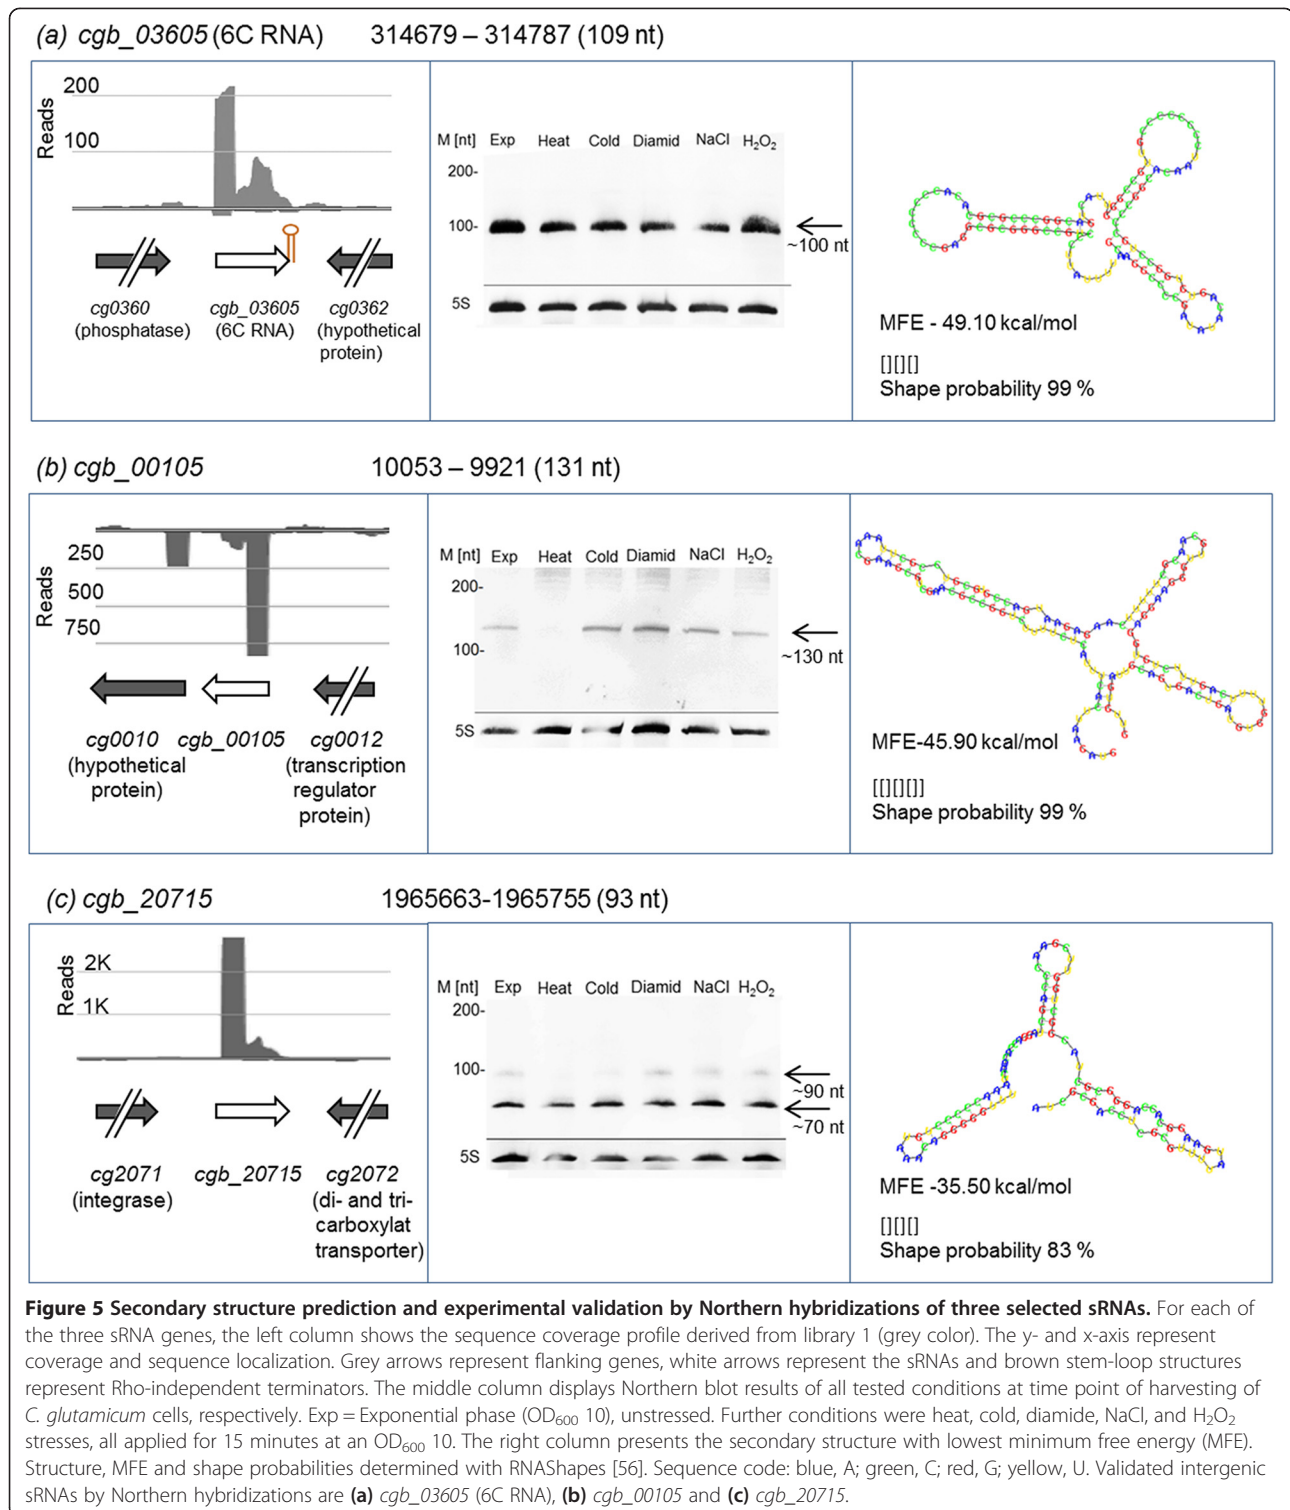 (a) cgb_03605 (6C RNA) 314679 – 314787 (109 nt)
Reads
200
100
cg0360
(phosphatase)
cgb_03605
(6C RNA)
cg0362
(hypothetical
protein)
M [nt] Exp Heat Cold Diamid NaCl H₂O₂
200-
100-
~100 nt
5S
MFE - 49.10 kcal/mol
[][][]
Shape probability 99 %
(b) cgb_00105 10053 – 9921 (131 nt)
Reads
250
500
750
cg0010
(hypothetical
protein)
cgb_00105
cg0012
(transcription
regulator
protein)
M [nt] Exp Heat Cold Diamid NaCl H₂O₂
200-
100-
~130 nt
5S
MFE-45.90 kcal/mol
[[][][]]
Shape probability 99 %
(c) cgb_20715 1965663-1965755 (93 nt)
Reads
2K
1K
cg2071
(integrase)
cgb_20715
cg2072
(di- and tri-
carboxylat
transporter)
M [nt] Exp Heat Cold Diamid NaCl H₂O₂
200-
100-
~90 nt
~70 nt
5S
MFE -35.50 kcal/mol
[][][]
Shape probability 83 %
Figure 5 Secondary structure prediction and experimental validation by Northern hybridizations of three selected sRNAs. For each of
the three sRNA genes, the left column shows the sequence coverage profile derived from library 1 (grey color). The y- and x-axis represent
coverage and sequence localization. Grey arrows represent flanking genes, white arrows represent the sRNAs and brown stem-loop structures
represent Rho-independent terminators. The middle column displays Northern blot results of all tested conditions at time point of harvesting of
C. glutamicum cells, respectively. Exp = Exponential phase (OD₆₀₀ 10), unstressed. Further conditions were heat, cold, diamide, NaCl, and H₂O₂
stresses, all applied for 15 minutes at an OD₆₀₀ 10. The right column presents the secondary structure with lowest minimum free energy (MFE).
Structure, MFE and shape probabilities determined with RNAShapes [56]. Sequence code: blue, A; green, C; red, G; yellow, U. Validated intergenic
sRNAs by Northern hybridizations are (a) cgb_03605 (6C RNA), (b) cgb_00105 and (c) cgb_20715.